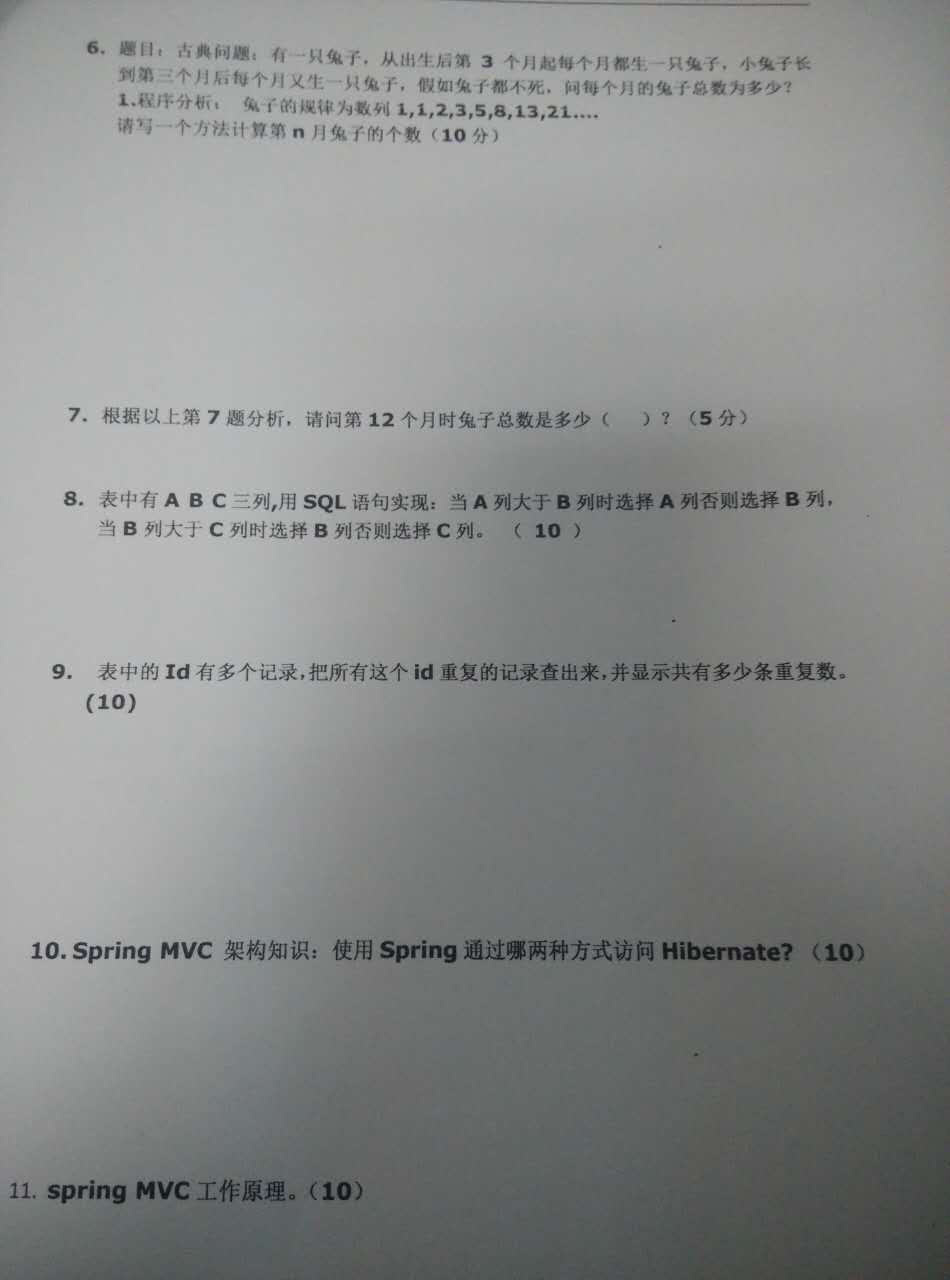 6. 题目：古典问题：有一只兔子，从出生后第 3 个月起每个月都生一只兔子，小兔子长
到第三个月后每个月又生一只兔子，假如兔子都不死，问每个月的兔子总数为多少？
1.程序分析： 兔子的规律为数列 1,1,2,3,5,8,13,21....
请写一个方法计算第 n 月兔子的个数（10 分）
7. 根据以上第 7 题分析，请问第 12 个月时兔子总数是多少（ ）？（5 分）
8. 表中有 A B C 三列,用 SQL 语句实现：当 A 列大于 B 列时选择 A 列否则选择 B 列，
当 B 列大于 C 列时选择 B 列否则选择 C 列。 （ 10 ）
9. 表中的 Id 有多个记录,把所有这个 id 重复的记录查出来,并显示共有多少条重复数。
(10)
10. Spring MVC 架构知识：使用 Spring 通过哪两种方式访问 Hibernate? （10）
11. spring MVC 工作原理。（10）